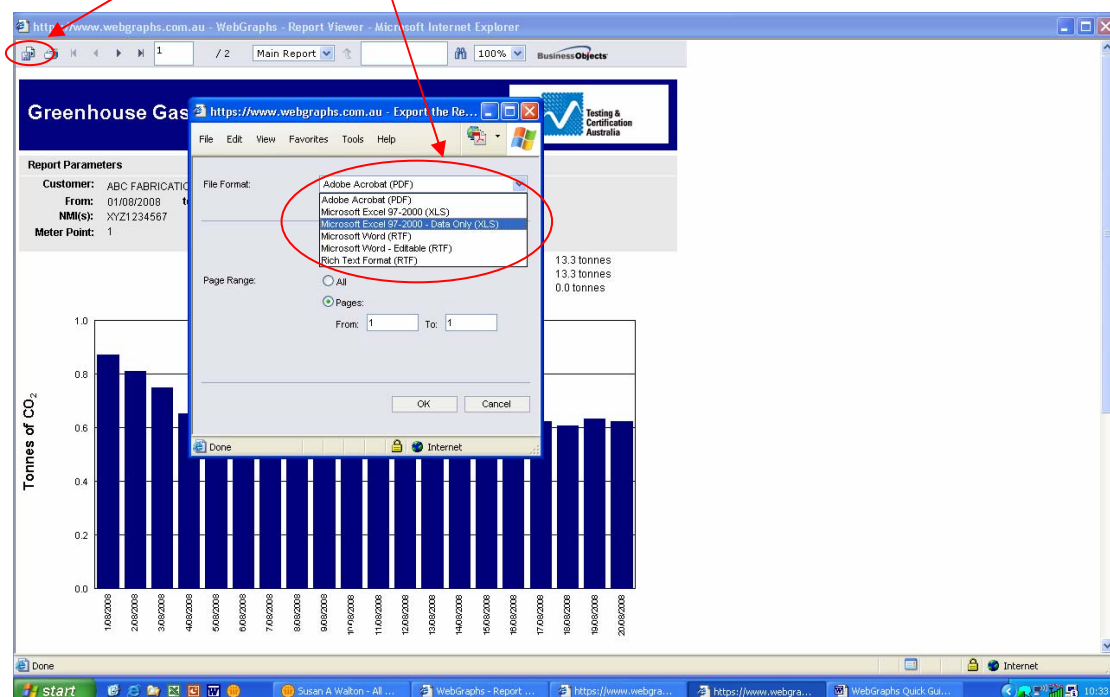 https://www.webgraphs.com.au - WebGraphs - Report Viewer - Microsoft Internet Explorer
1 / 2 Main Report 100% BusinessObjects
Greenhouse Gas
Testing &
Certification
Australia
Report Parameters
Customer: ABC FABRICATIO
From: 01/08/2008
NMI(s): XYZ1234567
Meter Point: 1
13.3 tonnes
13.3 tonnes
0.0 tonnes
https://www.webgraphs.com.au - Export the Re...
File Edit View Favorites Tools Help
File Format: Adobe Acrobat (PDF)
Adobe Acrobat (PDF)
Microsoft Excel 97-2000 (XLS)
Microsoft Excel 97-2000 - Data Only (XLS)
Microsoft Word (RTF)
Microsoft Word - Editable (RTF)
Rich Text Format (RTF)
Page Range: All
Pages:
From: 1 To: 1
OK Cancel
Done Internet
Tonnes of CO₂
1.0
0.8
0.6
0.4
0.2
0.0
1/08/2008
2/08/2008
3/08/2008
4/08/2008
5/08/2008
6/08/2008
7/08/2008
8/08/2008
9/08/2008
11/08/2008
12/08/2008
13/08/2008
14/08/2008
15/08/2008
16/08/2008
17/08/2008
18/08/2008
19/08/2008
20/08/2008
Done Internet
start Susan A Walton - All ... WebGraphs - Report ... https://www.webgra... https://www.webgra... WebGraphs Quick Gui... 10:33